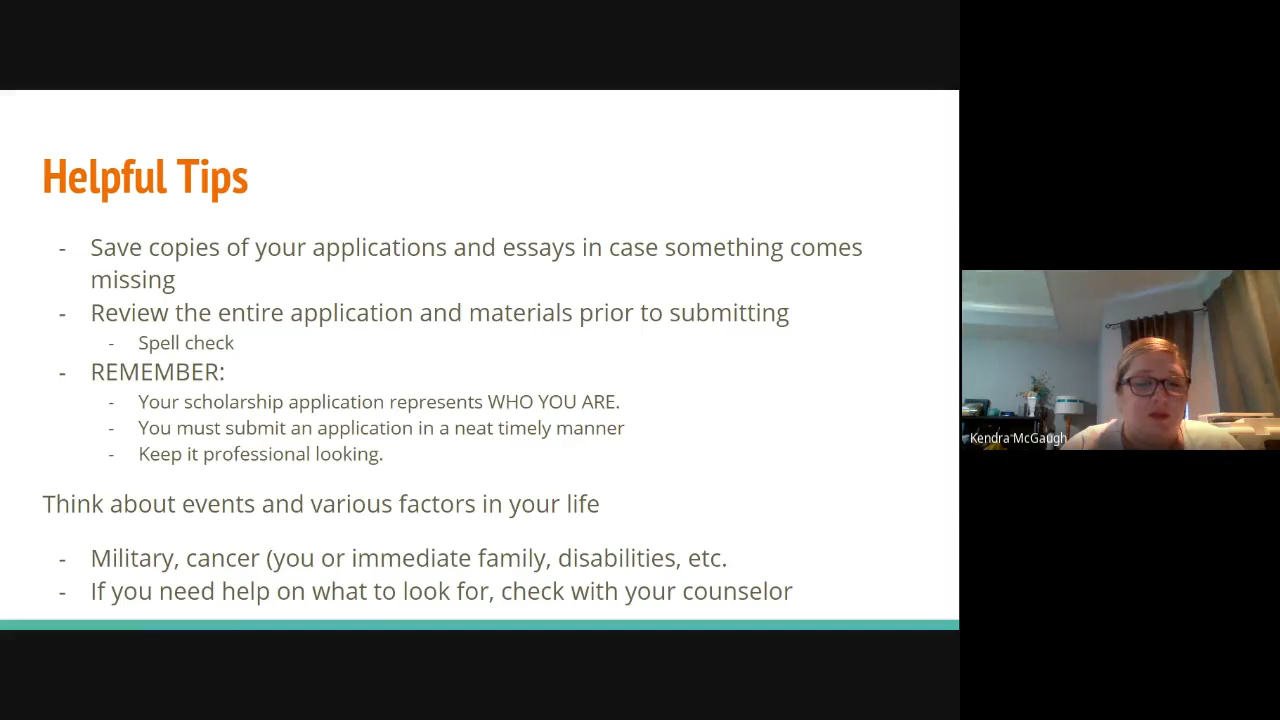 Helpful Tips
- Save copies of your applications and essays in case something comes
missing
- Review the entire application and materials prior to submitting
- Spell check
- REMEMBER:
- Your scholarship application represents WHO YOU ARE.
- You must submit an application in a neat timely manner
- Keep it professional looking.
Think about events and various factors in your life
- Military, cancer (you or immediate family, disabilities, etc.
- If you need help on what to look for, check with your counselor
Kendra McGaugh